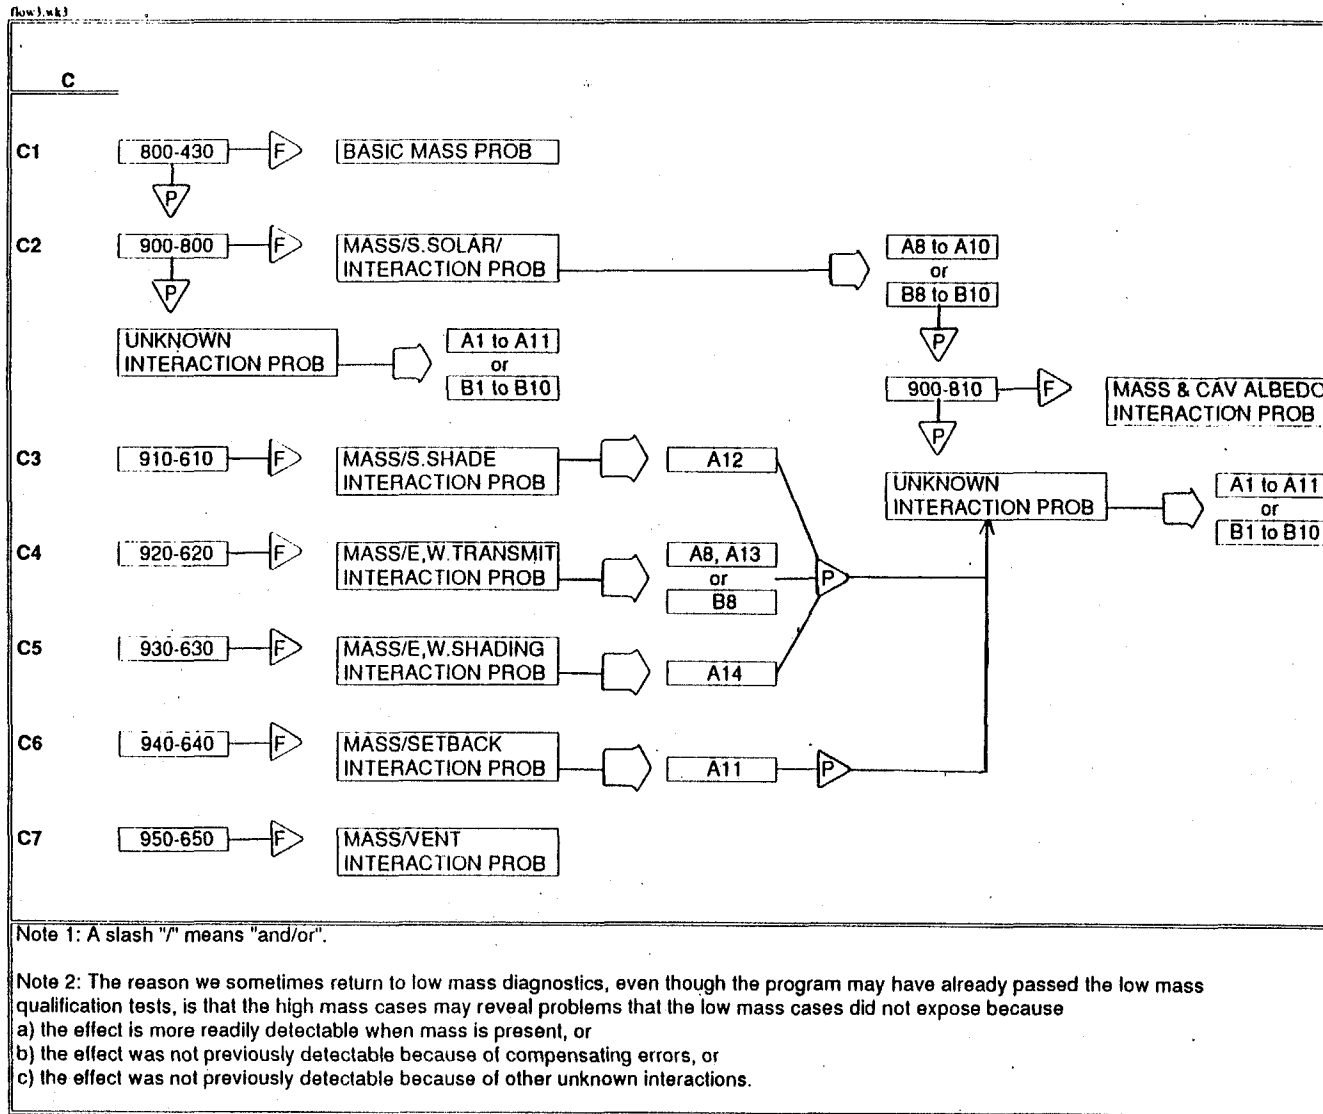 flow3.wk3
C
C1
800-430
F
BASIC MASS PROB
P
C2
900-800
F
MASS/S.SOLAR/
INTERACTION PROB
A8 to A10
or
B8 to B10
P
P
UNKNOWN
INTERACTION PROB
A1 to A11
or
B1 to B10
900-810
F
MASS & CAV ALBEDO
INTERACTION PROB
P
C3
910-610
F
MASS/S.SHADE
INTERACTION PROB
A12
UNKNOWN
INTERACTION PROB
A1 to A11
or
B1 to B10
C4
920-620
F
MASS/E,W.TRANSMIT
INTERACTION PROB
A8, A13
or
B8
P
C5
930-630
F
MASS/E,W.SHADING
INTERACTION PROB
A14
C6
940-640
F
MASS/SETBACK
INTERACTION PROB
A11
P
C7
950-650
F
MASS/VENT
INTERACTION PROB
Note 1: A slash "/" means "and/or".
Note 2: The reason we sometimes return to low mass diagnostics, even though the program may have already passed the low mass
qualification tests, is that the high mass cases may reveal problems that the low mass cases did not expose because
a) the effect is more readily detectable when mass is present, or
b) the effect was not previously detectable because of compensating errors, or
c) the effect was not previously detectable because of other unknown interactions.